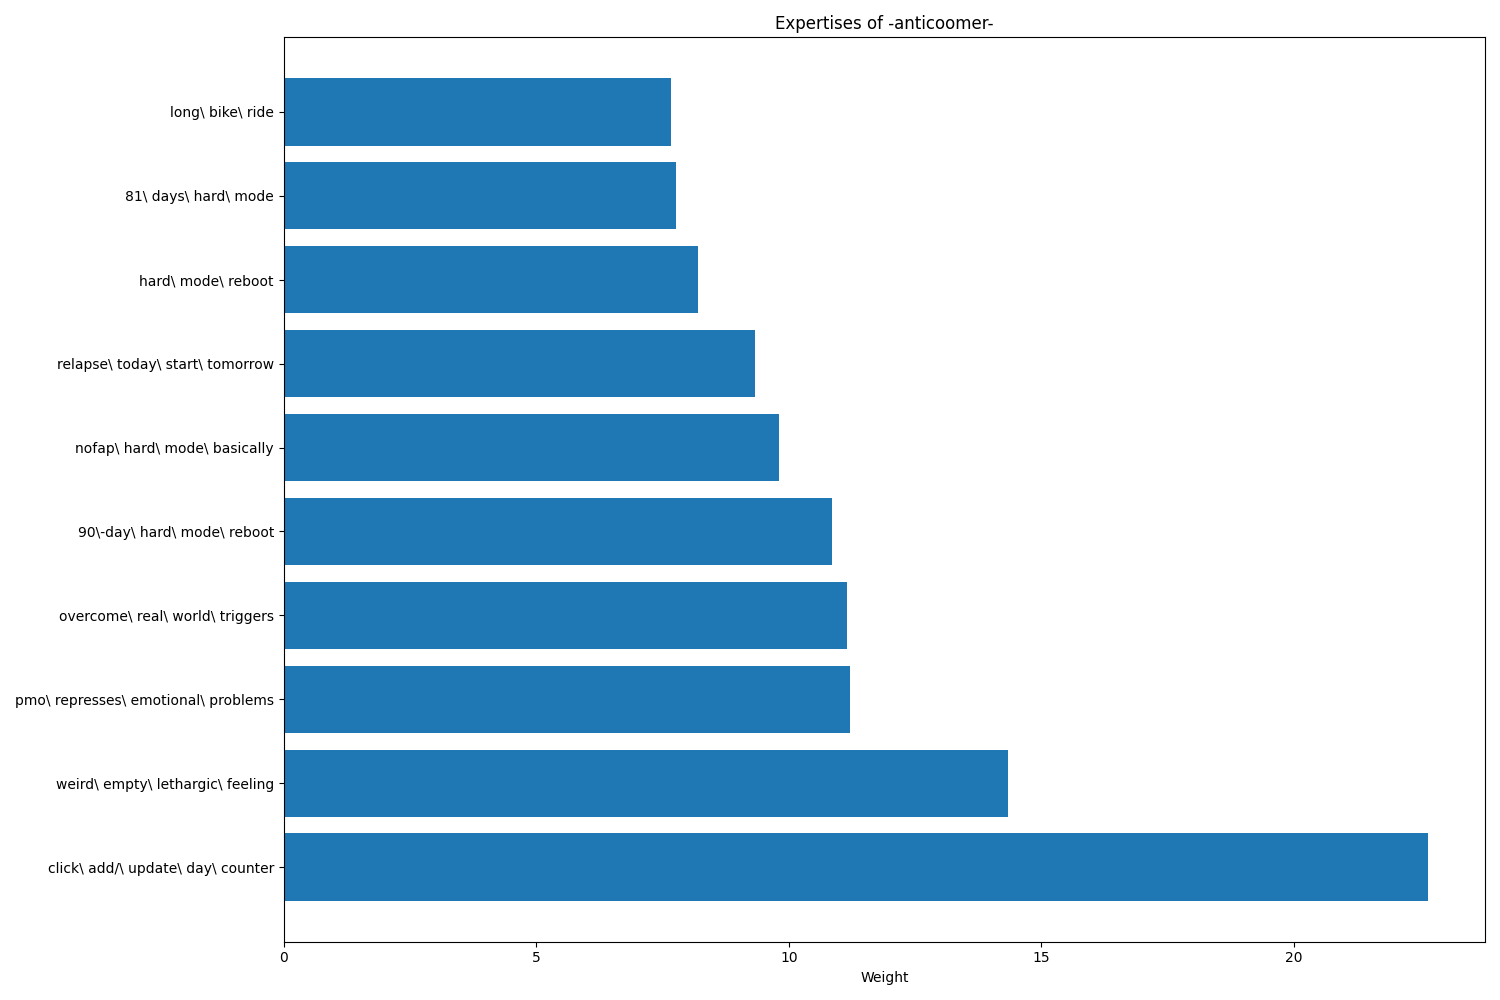 Expertises of -anticoomer-
long\ bike\ ride
81\ days\ hard\ mode
hard\ mode\ reboot
relapse\ today\ start\ tomorrow
nofap\ hard\ mode\ basically
90\-day\ hard\ mode\ reboot
overcome\ real\ world\ triggers
pmo\ represses\ emotional\ problems
weird\ empty\ lethargic\ feeling
click\ add/\ update\ day\ counter
0 5 10 15 20
Weight